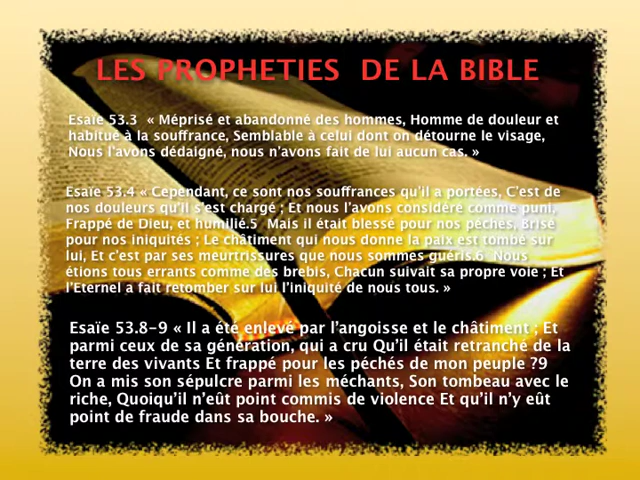 LES PROPHETIES DE LA BIBLE
Esaïe 53.3 « Méprisé et abandonné des hommes, Homme de douleur et
habitué à la souffrance, Semblable à celui dont on détourne le visage,
Nous l'avons dédaigné, nous n'avons fait de lui aucun cas. »
Esaïe 53.4 « Cependant, ce sont nos souffrances qu'il a portées, C'est de
nos douleurs qu'il s'est chargé ; Et nous l'avons considéré comme puni,
Frappé de Dieu, et humilié.5 Mais il était blessé pour nos péchés, Brisé
pour nos iniquités ; Le châtiment qui nous donne la paix est tombé sur
lui, Et c'est par ses meurtrissures que nous sommes guéris.6 Nous
étions tous errants comme des brebis, Chacun suivait sa propre voie ; Et
l'Eternel a fait retomber sur lui l'iniquité de nous tous. »
Esaïe 53.8-9 « Il a été enlevé par l'angoisse et le châtiment ; Et
parmi ceux de sa génération, qui a cru Qu'il était retranché de la
terre des vivants Et frappé pour les péchés de mon peuple ?9
On a mis son sépulcre parmi les méchants, Son tombeau avec le
riche, Quoiqu'il n'eût point commis de violence Et qu'il n'y eût
point de fraude dans sa bouche. »